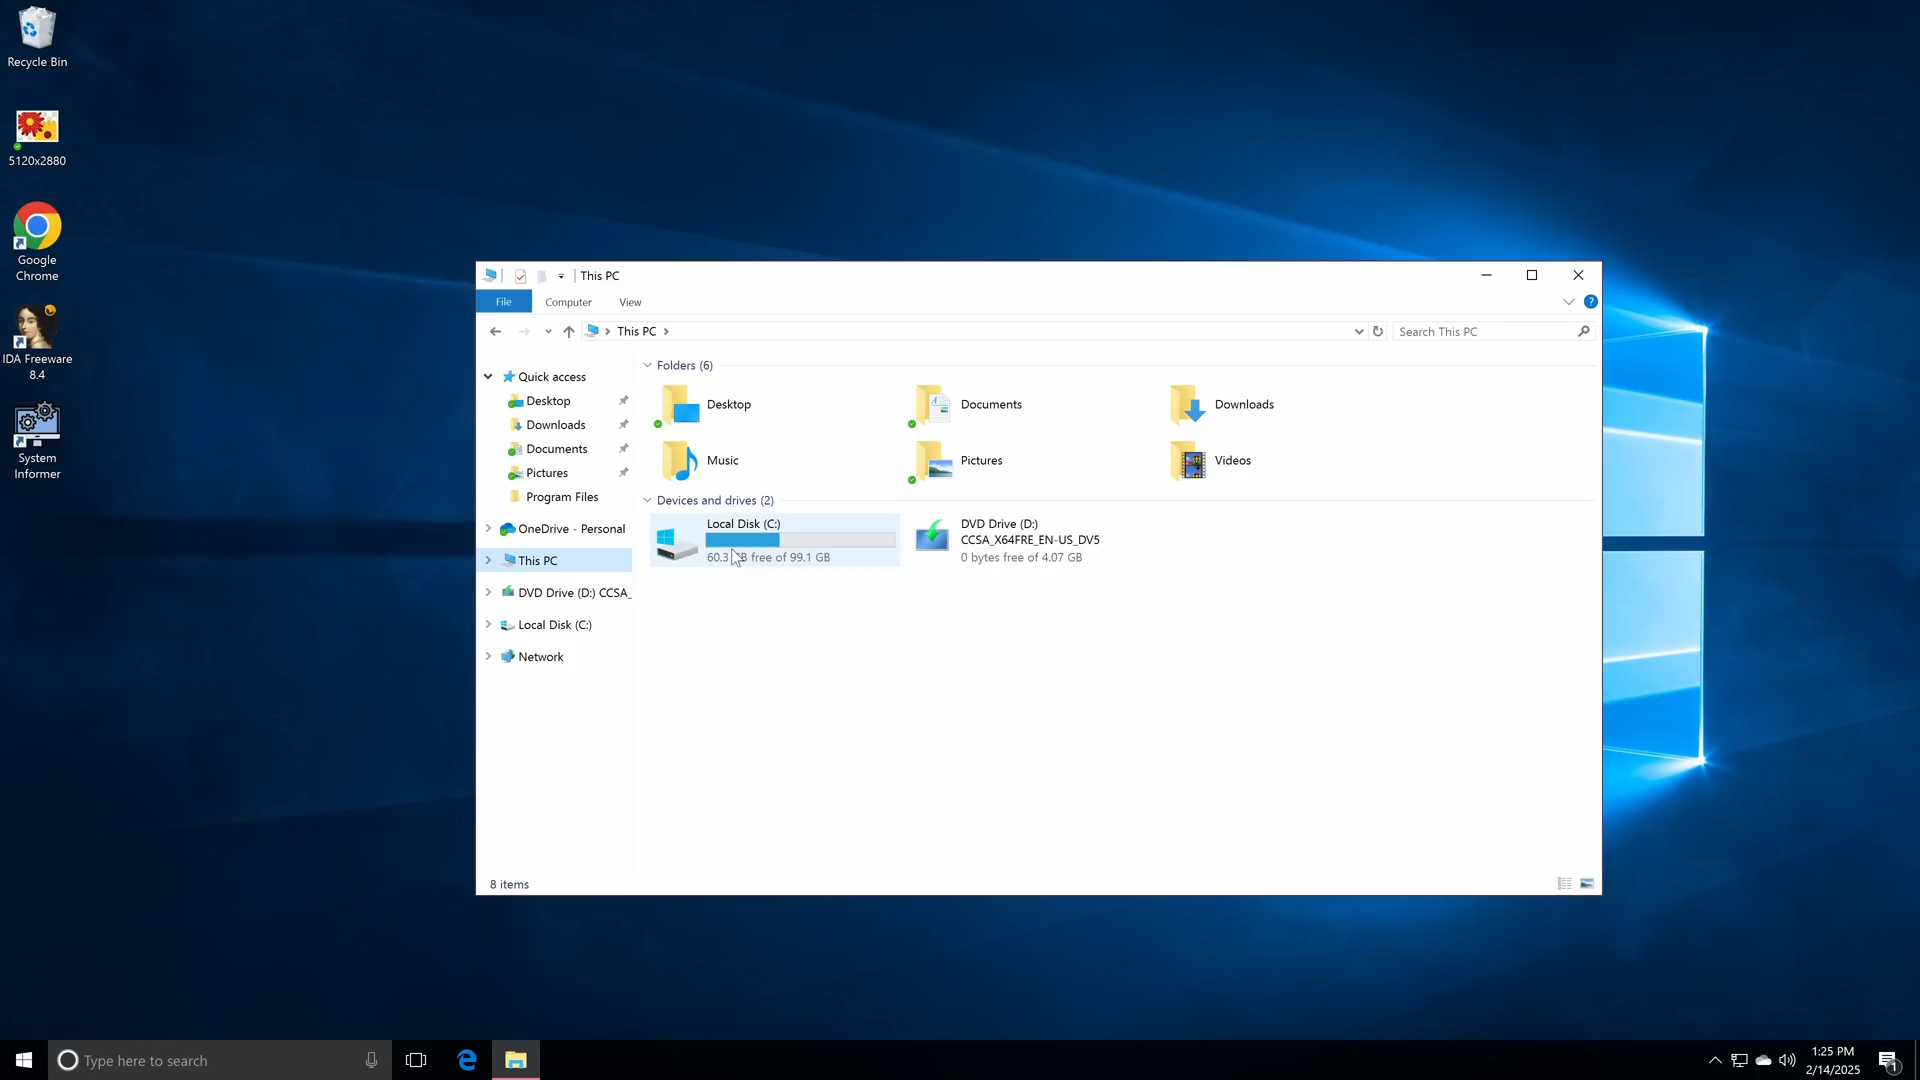 Recycle Bin
5120x2880
Google
Chrome
IDA Freeware
8.4
System
Informer
This PC
File
Computer
View
?
This PC
Search This PC
Quick access
Desktop
Downloads
Documents
Pictures
Program Files
OneDrive - Personal
This PC
DVD Drive (D:) CCSA_
Local Disk (C:)
Network
Folders (6)
Desktop
Documents
Downloads
Music
Pictures
Videos
Devices and drives (2)
Local Disk (C:)
60.3 GB free of 99.1 GB
DVD Drive (D:)
CCSA_X64FRE_EN-US_DV5
0 bytes free of 4.07 GB
8 items
Type here to search
1:25 PM
2/14/2025
1